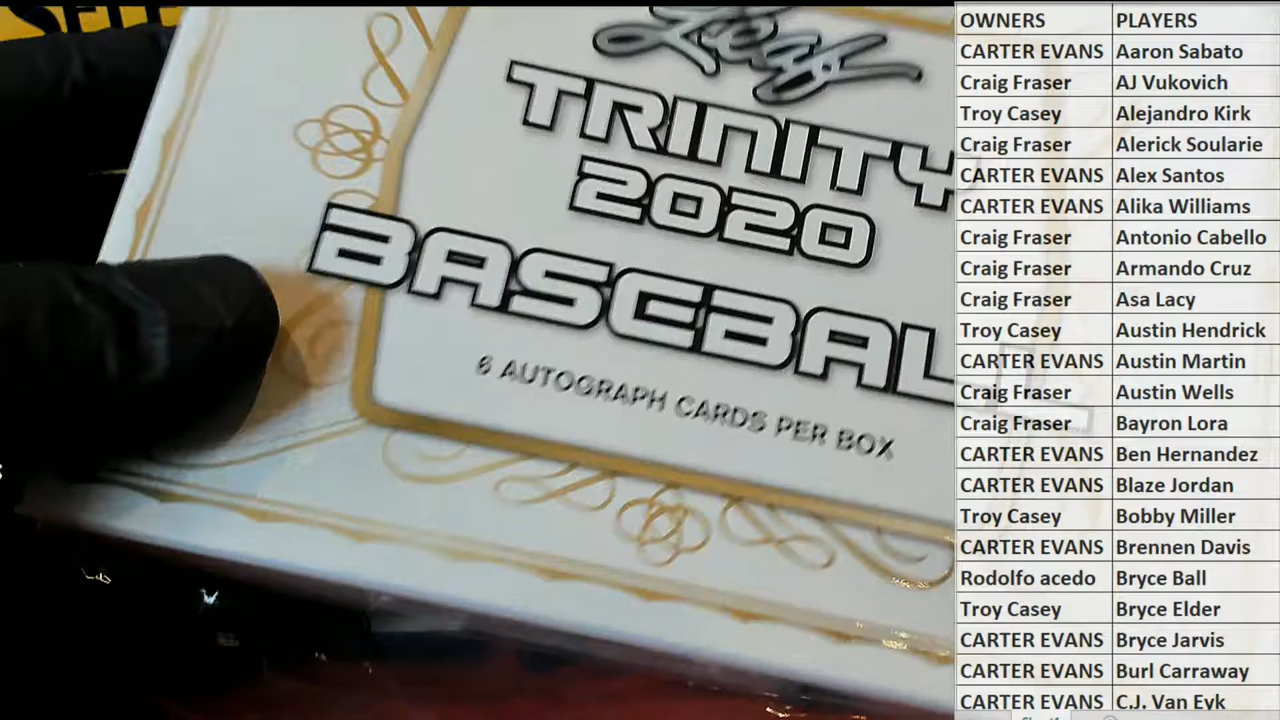 Leaf
TRINITY
2020
BASEBAL
6 AUTOGRAPH CARDS PER BOX
OWNERS PLAYERS
CARTER EVANS Aaron Sabato
Craig Fraser AJ Vukovich
Troy Casey Alejandro Kirk
Craig Fraser Alerick Soularie
CARTER EVANS Alex Santos
CARTER EVANS Alika Williams
Craig Fraser Antonio Cabello
Craig Fraser Armando Cruz
Craig Fraser Asa Lacy
Troy Casey Austin Hendrick
CARTER EVANS Austin Martin
Craig Fraser Austin Wells
Craig Fraser Bayron Lora
CARTER EVANS Ben Hernandez
CARTER EVANS Blaze Jordan
Troy Casey Bobby Miller
CARTER EVANS Brennen Davis
Rodolfo acedo Bryce Ball
Troy Casey Bryce Elder
CARTER EVANS Bryce Jarvis
CARTER EVANS Burl Carraway
CARTER EVANS C.J. Van Eyk